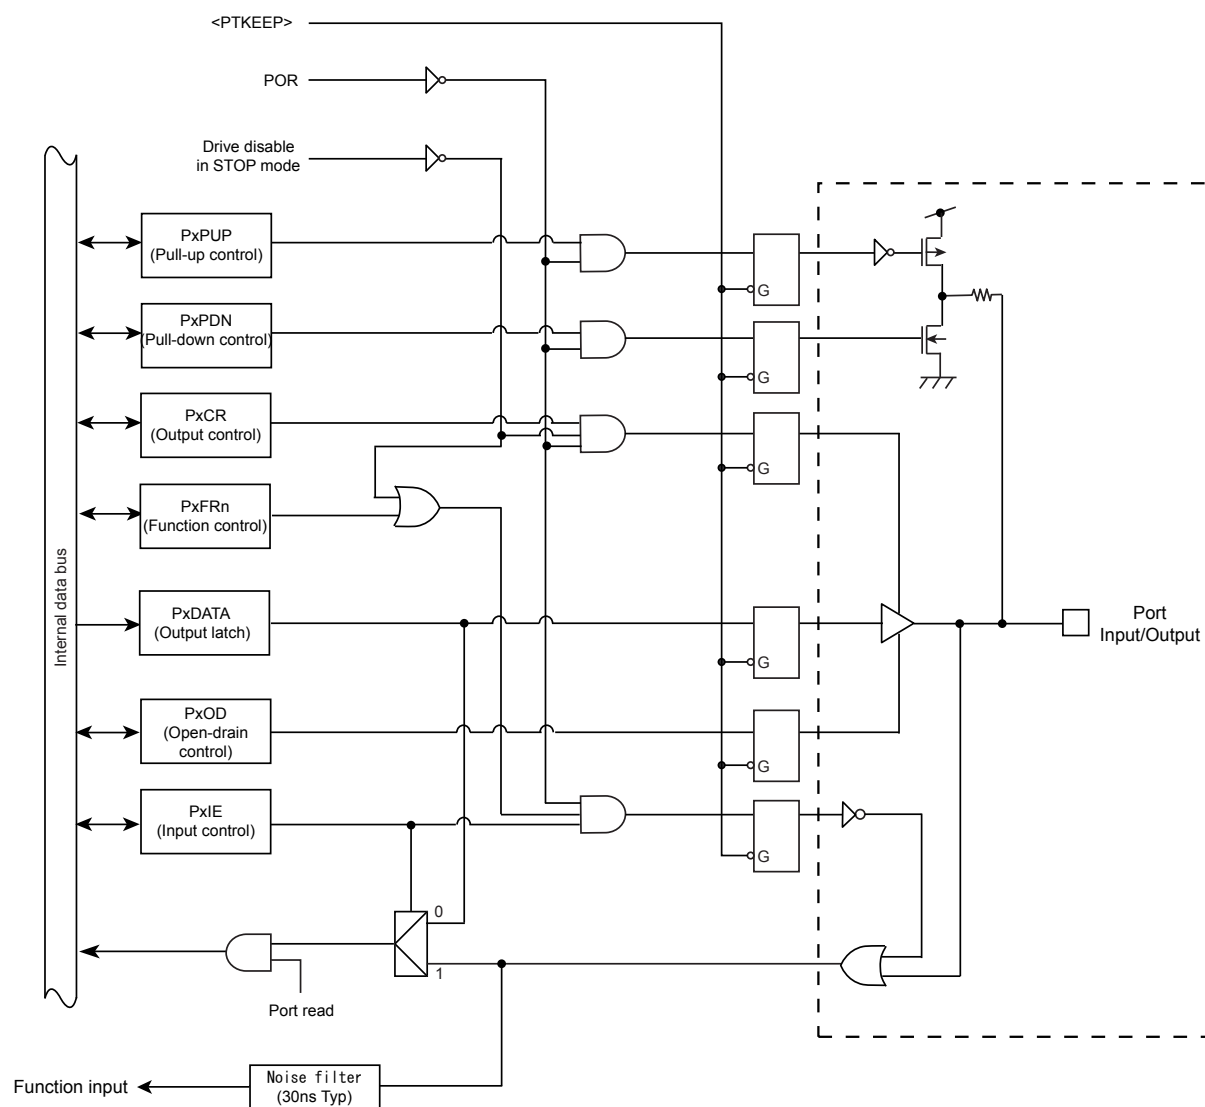 <PTKEEP>
POR
Drive disable
in STOP mode
PxPUP
(Pull-up control)
G
PxPDN
(Pull-down control)
G
PxCR
(Output control)
G
PxFRn
(Function control)
Internal data bus
PxDATA
(Output latch)
G
Port
Input/Output
PxOD
(Open-drain
control)
G
PxIE
(Input control)
G
0
1
Port read
Function input
Noise filter
(30ns Typ)